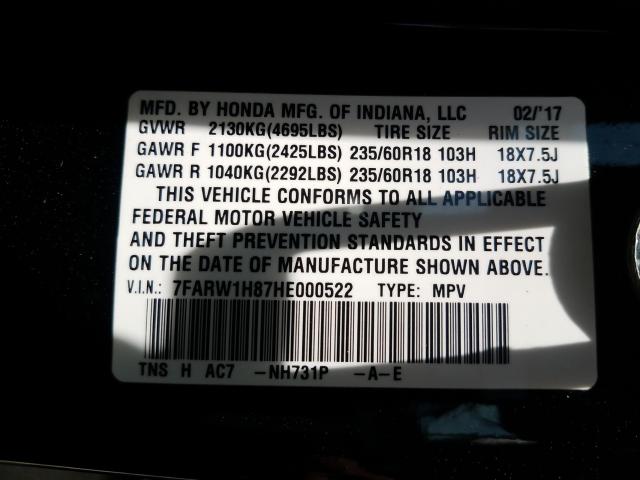 MFD. BY HONDA MFG. OF INDIANA, LLC 02/'17
GVWR 2130KG(4695LBS) TIRE SIZE RIM SIZE
GAWR F 1100KG(2425LBS) 235/60R18 103H 18X7.5J
GAWR R 1040KG(2292LBS) 235/60R18 103H 18X7.5J
THIS VEHICLE CONFORMS TO ALL APPLICABLE
FEDERAL MOTOR VEHICLE SAFETY
AND THEFT PREVENTION STANDARDS IN EFFECT
ON THE DATE OF MANUFACTURE SHOWN ABOVE.
V.I.N.: 7FARW1H87HE000522 TYPE: MPV
TNS H AC7 -NH731P -A-E